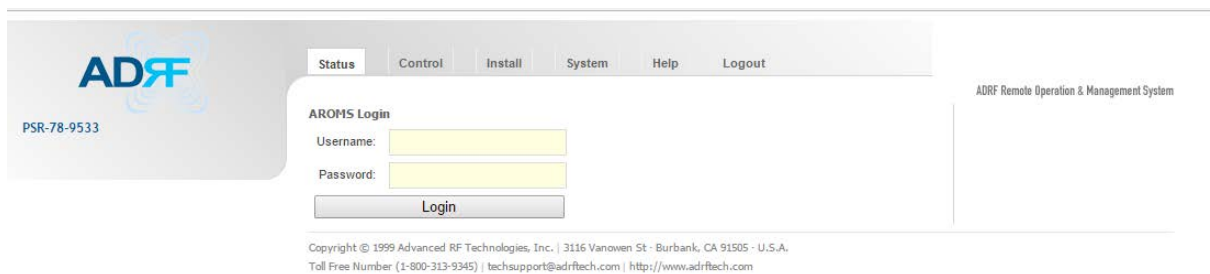 ADRF
PSR-78-9533
Status Control Install System Help Logout
ADRF Remote Operation & Management System
AROMS Login
Username:
Password:
Login
Copyright © 1999 Advanced RF Technologies, Inc. | 3116 Vanowen St · Burbank, CA 91505 · U.S.A.
Toll Free Number (1-800-313-9345) | techsupport@adrftech.com | http://www.adrftech.com